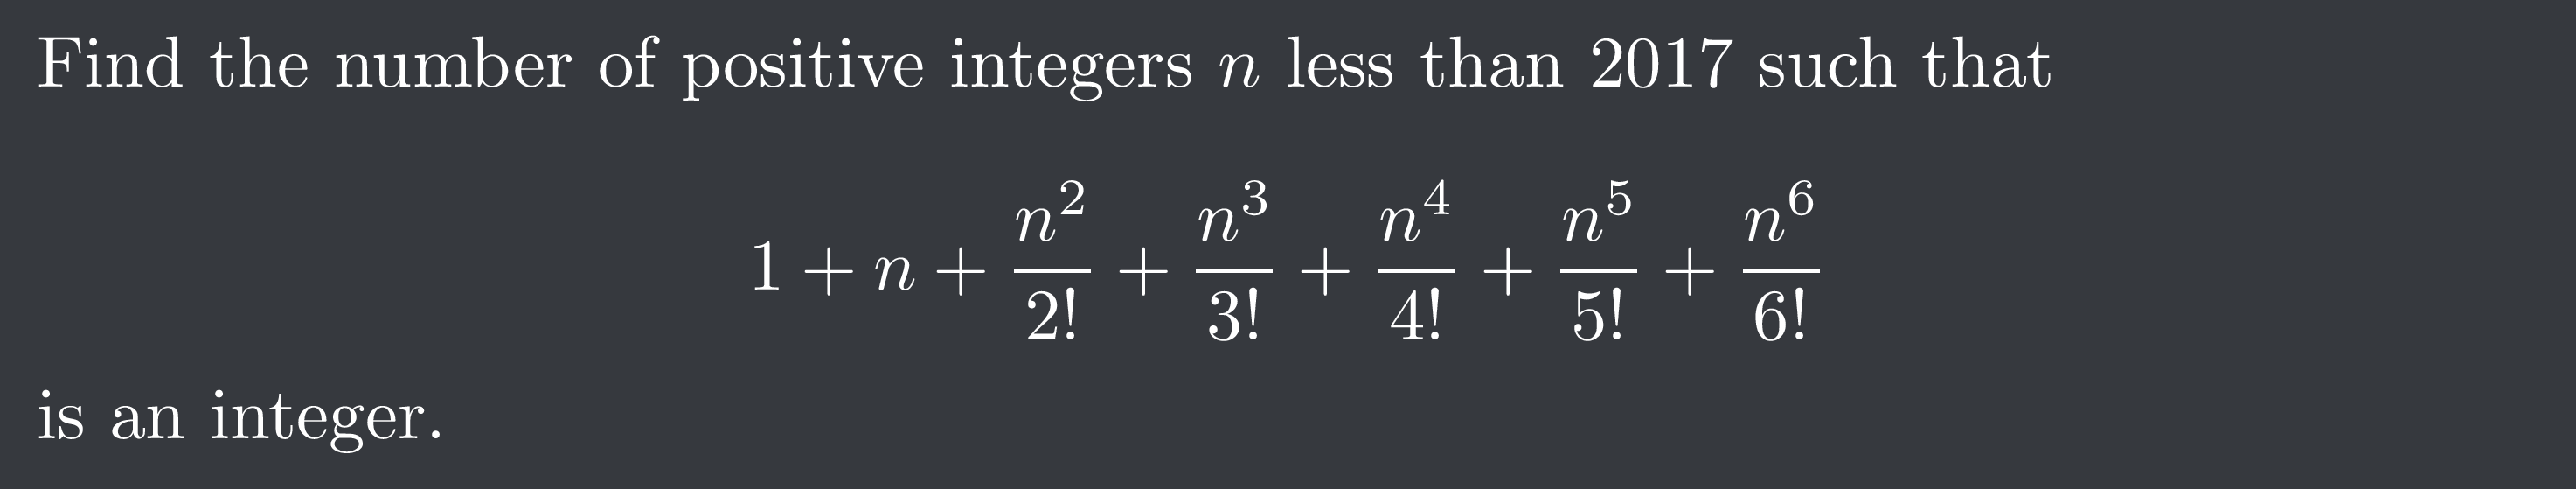 Find the number of positive integers n less than 2017 such that
1 + n + n^2/2! + n^3/3! + n^4/4! + n^5/5! + n^6/6!
is an integer.